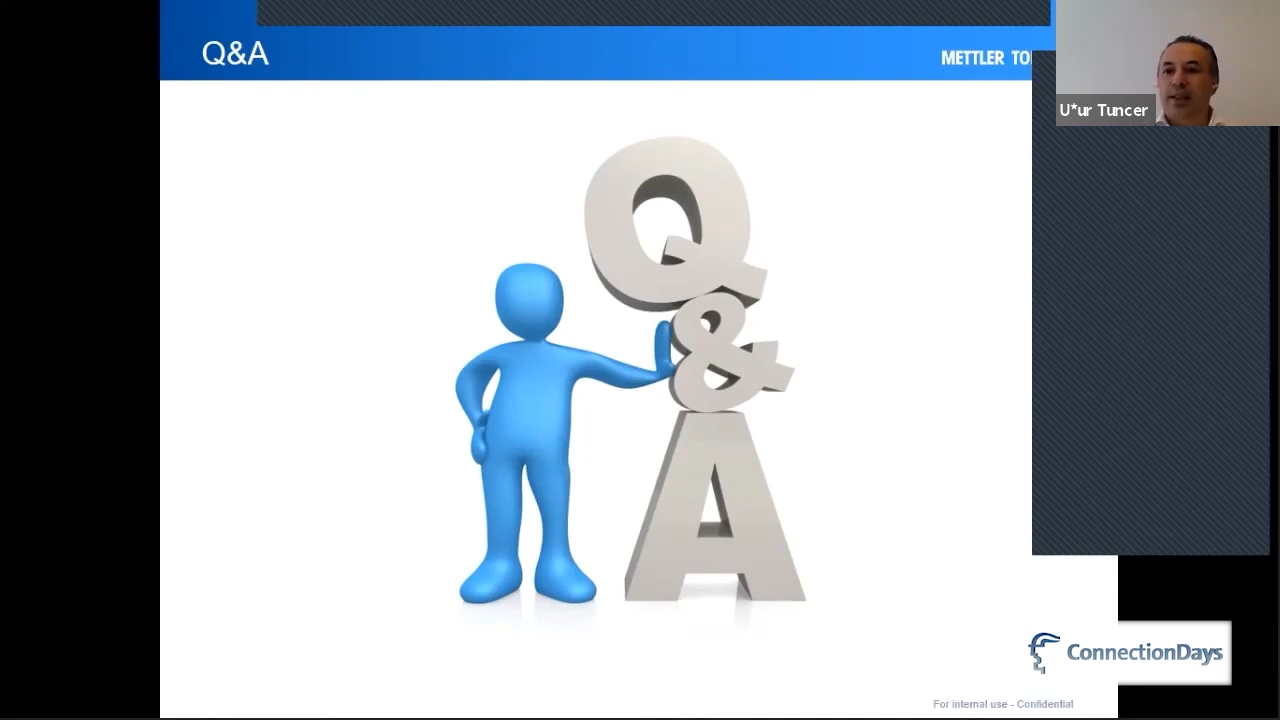 Q&A
METTLER TO
U*ur Tuncer
Q
&
A
ConnectionDays
For internal use - Confidential